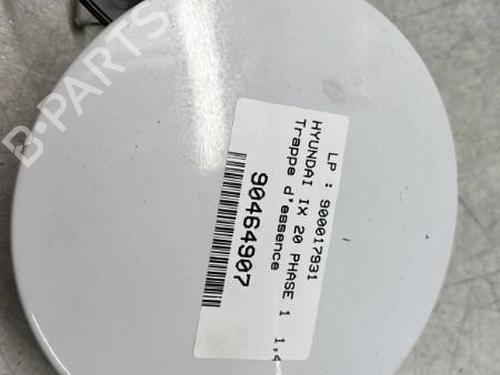 B-PARTS
LP : 900017931
HYUNDAI IX 20 PHASE 1 1,4
Trappe d'essence
90464907